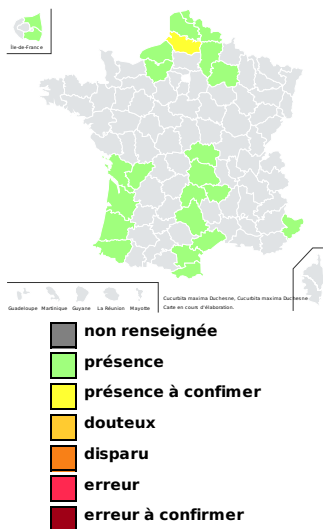 Île-de-France
Guadeloupe Martinique Guyane La Réunion Mayotte
Cucurbita maxima Duchesne, Cucurbita maxima Duchesne
Carte en cours d'élaboration.
non renseignée
présence
présence à confimer
douteux
disparu
erreur
erreur à confirmer